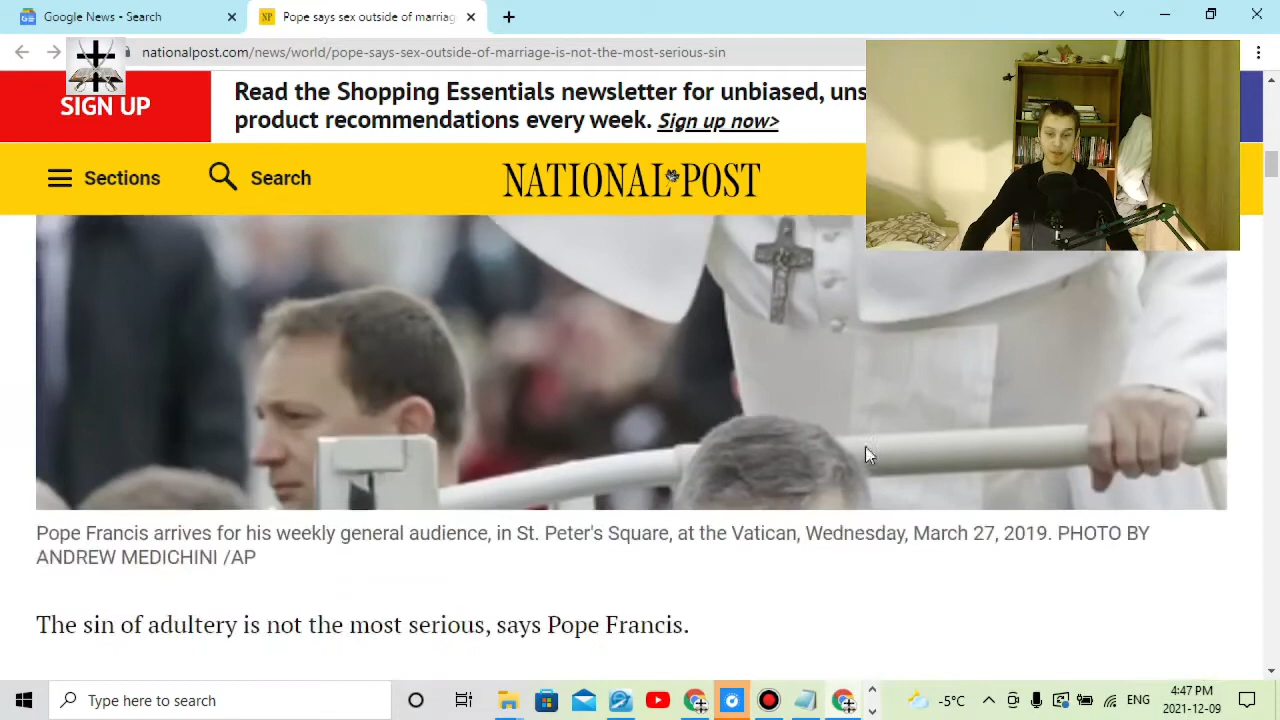 News - Search
Pope says sex outside of marriag
nationalpost.com/news/world/pope-says-sex-outside-of-marriage-is-not-the-most-serious-sin
SIGN UP
Read the Shopping Essentials newsletter for unbiased, uns
product recommendations every week. Sign up now>
Sections
Search
NATIONAL POST
Pope Francis arrives for his weekly general audience, in St. Peter's Square, at the Vatican, Wednesday, March 27, 2019. PHOTO BY
ANDREW MEDICHINI /AP
The sin of adultery is not the most serious, says Pope Francis.
Type here to search
-5°C
4:47 PM
2021-12-09